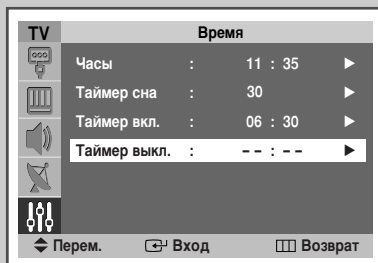 TV Время
Часы : 11 : 35
Таймер сна : 30
Таймер вкл. : 06 : 30
Таймер выкл. : – – : – –
Перем. Вход Возврат